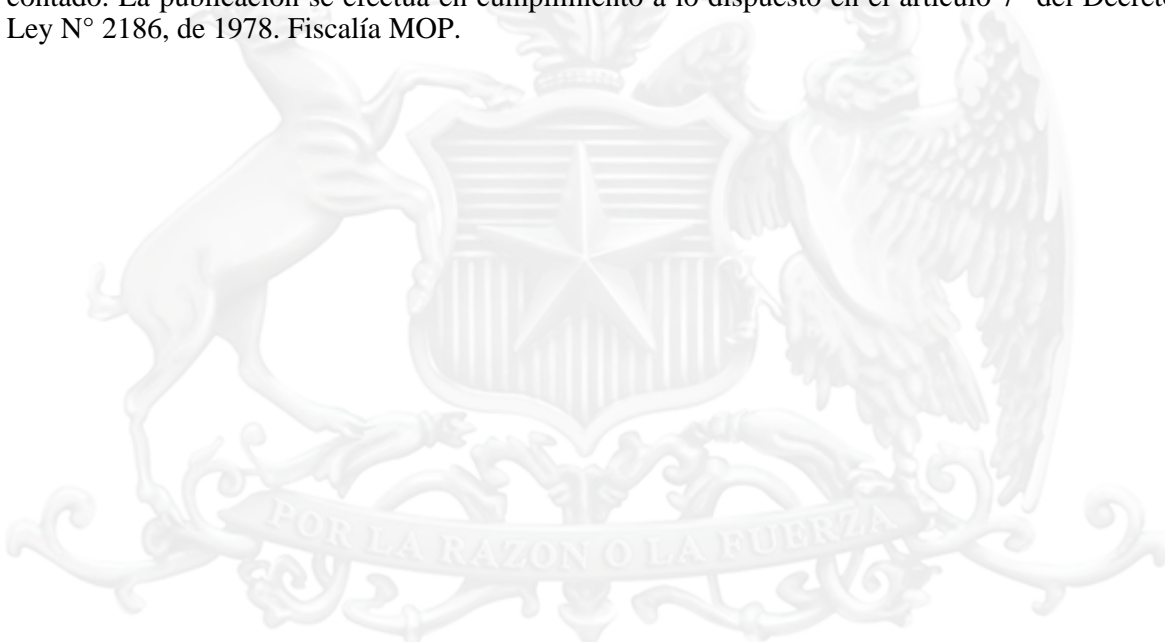 contado. La publicación se efectúa en cumplimiento a lo dispuesto en el artículo 7° del Decreto
Ley N° 2186, de 1978. Fiscalía MOP.
POR LA RAZON O LA FUERZA